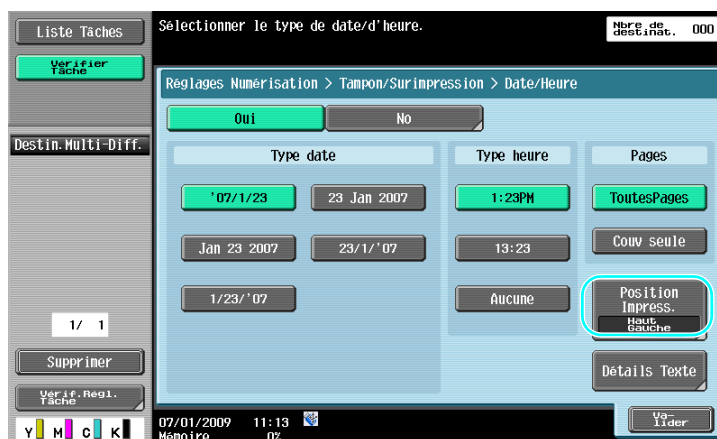 Liste Tâches
Sélectionner le type de date/d'heure.
Nbre de
destinat. 000
Vérifier
Tâche
Réglages Numérisation > Tampon/Surimpression > Date/Heure
Oui
No
Destin.Multi-Diff.
Type date
Type heure
Pages
'07/1/23
23 Jan 2007
1:23PM
ToutesPages
Jan 23 2007
23/1/'07
13:23
Couv seule
1/23/'07
Aucune
Position
Impress.
Haut
Gauche
1/ 1
Supprimer
Détails Texte
Vérif.Régl.
Tâche
Va-
lider
Y M C K
07/01/2009 11:13
Mémoire 0%